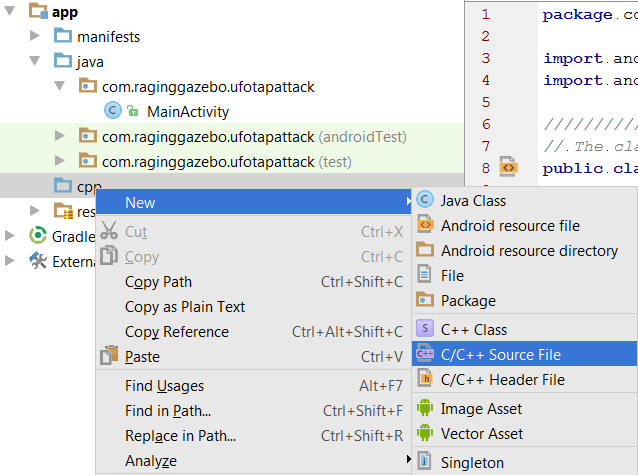 app
manifests
java
com.raginggazebo.ufotapattack
MainActivity
com.raginggazebo.ufotapattack (androidTest)
com.raginggazebo.ufotapattack (test)
cpp
res
Gradle
Externa
New
Cut Ctrl+X
Copy Ctrl+C
Copy Path Ctrl+Shift+C
Copy as Plain Text
Copy Reference Ctrl+Alt+Shift+C
Paste Ctrl+V
Find Usages Alt+F7
Find in Path... Ctrl+Shift+F
Replace in Path... Ctrl+Shift+R
Analyze
Java Class
Android resource file
Android resource directory
File
Package
C++ Class
C/C++ Source File
C/C++ Header File
Image Asset
Vector Asset
Singleton
1 package.co
2
3 import.and
4 import.and
5
6 ///////////
7 //.The.cla
8 public.cla